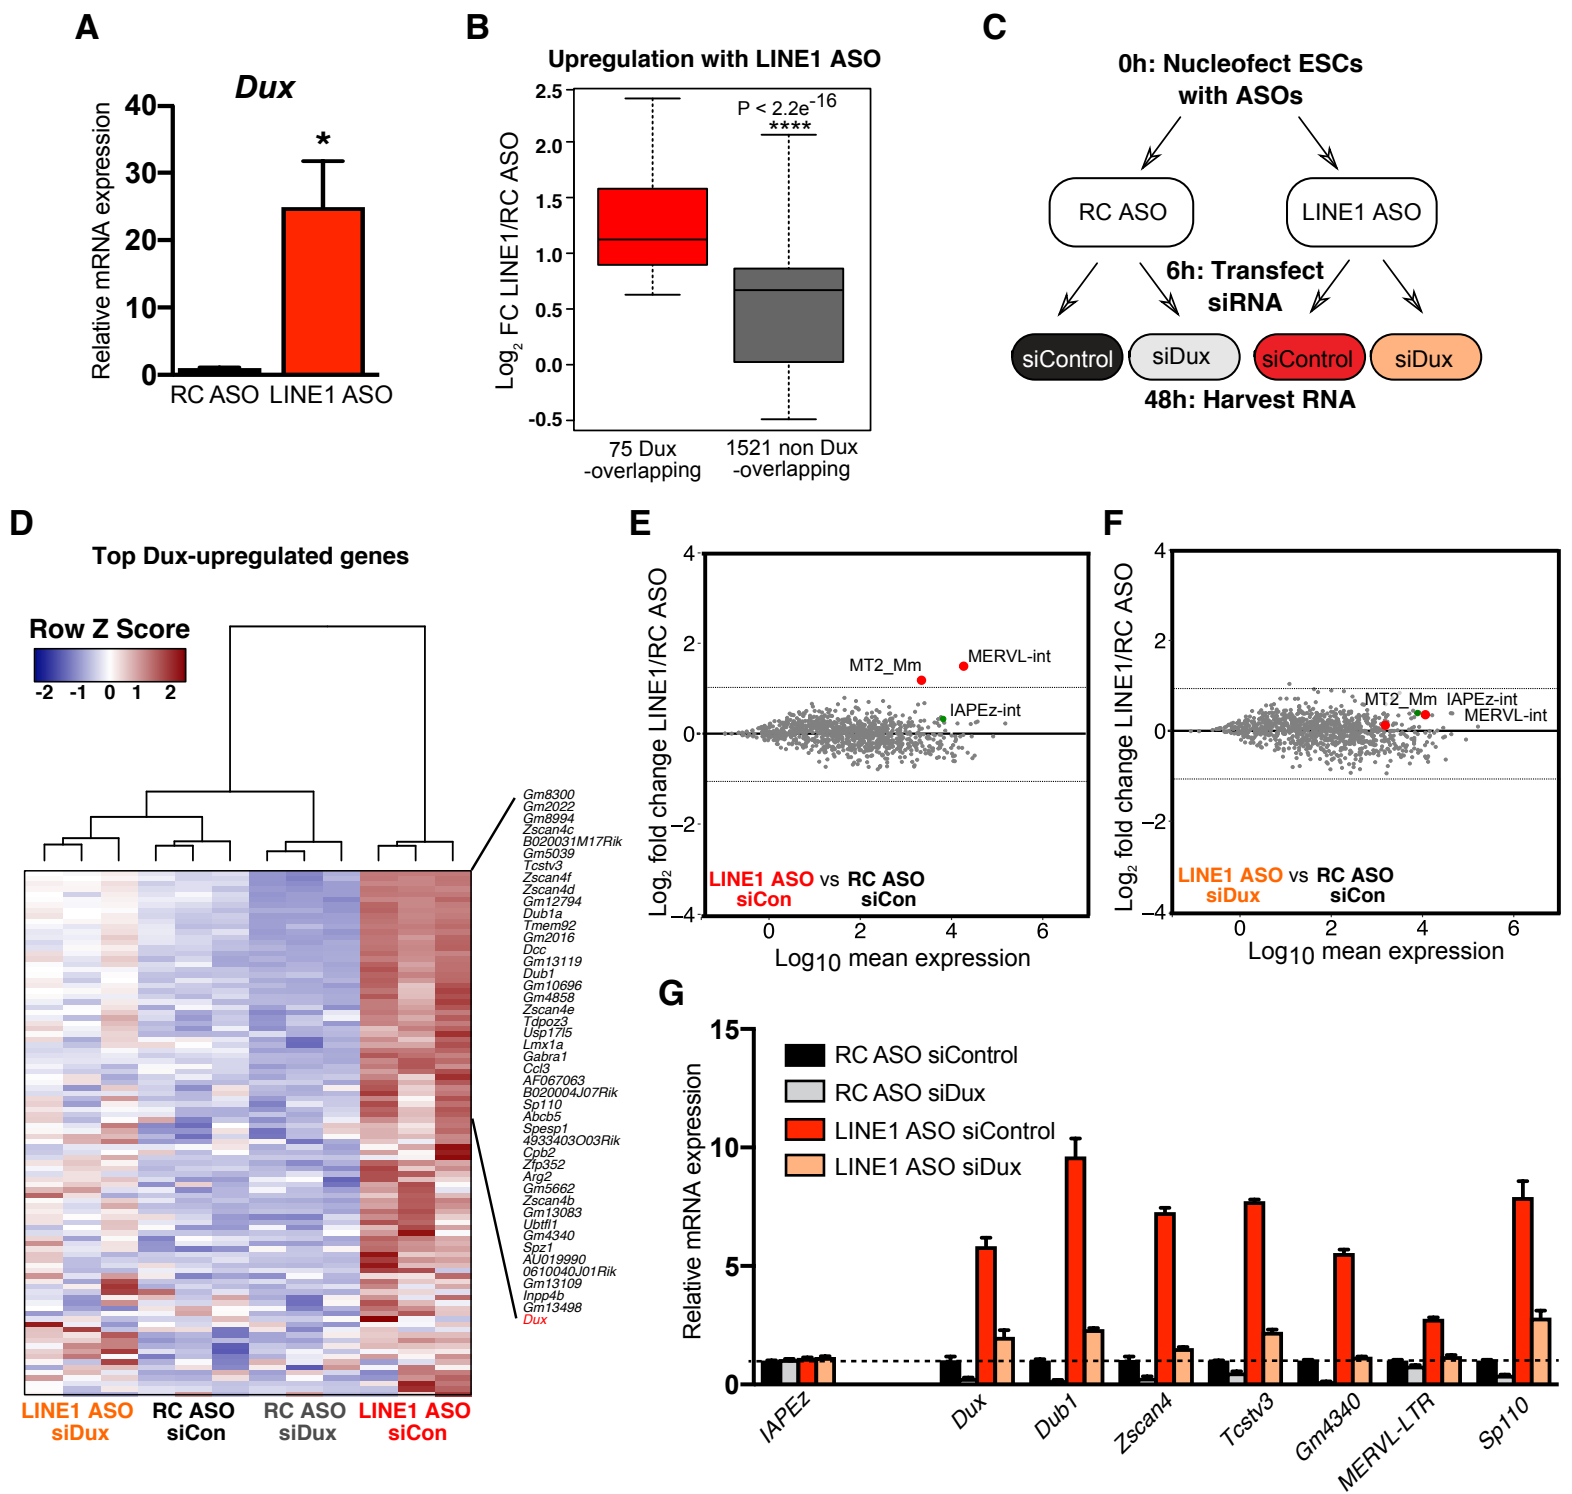 A
Dux
Relative mRNA expression
40
30
20
10
0
*
RC ASO
LINE1 ASO
B
Upregulation with LINE1 ASO
Log2 FC LINE1/RC ASO
2.5
2.0
1.5
1.0
0.5
0.0
-0.5
P < 2.2e-16
****
75 Dux
-overlapping
1521 non Dux
-overlapping
C
0h: Nucleofect ESCs
with ASOs
RC ASO
LINE1 ASO
6h: Transfect
siRNA
siControl
siDux
siControl
siDux
48h: Harvest RNA
D
Top Dux-upregulated genes
Row Z Score
-2 -1 0 1 2
Gm8300
Gm2022
Gm8994
Zscan4c
B020031M17Rik
Gm5039
Tcstv3
Zscan4f
Zscan4d
Gm12794
Dub1a
Tmem92
Gm2016
Dcc
Gm13119
Dub1
Gm10696
Gm4858
Zscan4e
Tdpoz3
Usp17l5
Lmx1a
Gabra1
Ccl3
AF067063
B020004J07Rik
Sp110
Abcb5
Spesp1
4933403O03Rik
Cpb2
Zfp352
Arg2
Gm5662
Zscan4b
Gm13083
Ubtfl1
Gm4340
Spz1
AU019990
0610040J01Rik
Gm13109
Inpp4b
Gm13498
Dux
LINE1 ASO
siDux
RC ASO
siCon
RC ASO
siDux
LINE1 ASO
siCon
E
Log2 fold change LINE1/RC ASO
4
2
0
−2
−4
MT2_Mm
MERVL-int
IAPEz-int
LINE1 ASO vs RC ASO
siCon siCon
0 2 4 6
Log10 mean expression
F
Log2 fold change LINE1/RC ASO
4
2
0
−2
−4
MT2_Mm
IAPEz-int
MERVL-int
LINE1 ASO vs RC ASO
siDux siCon
0 2 4 6
Log10 mean expression
G
Relative mRNA expression
15
10
5
0
RC ASO siControl
RC ASO siDux
LINE1 ASO siControl
LINE1 ASO siDux
IAPEz
Dux
Dub1
Zscan4
Tcstv3
Gm4340
MERVL-LTR
Sp110